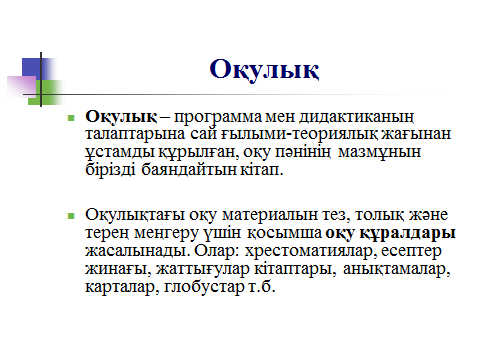 Оқулық
Оқулық – программа мен дидактиканың
талаптарына сай ғылыми-теориялық жағынан
ұстамды құрылған, оқу пәнінің мазмұнын
бірізді баяндайтын кітап.
Оқулықтағы оқу материалын тез, толық және
терең меңгеру үшін қосымша оқу құралдары
жасалынады. Олар: хрестоматиялар, есептер
жинағы, жаттығулар кітаптары, анықтамалар,
карталар, глобустар т.б.